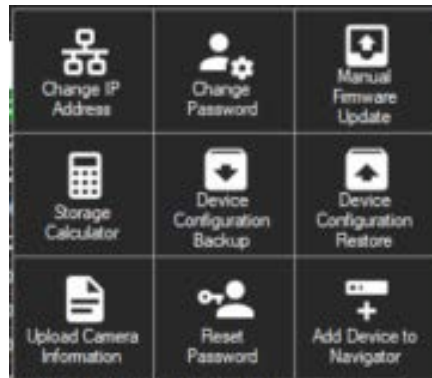 Change IP
Address
Change
Password
Manual
Firmware
Update
Storage
Calculator
Device
Configuration
Backup
Device
Configuration
Restore
Upload Camera
Information
Reset
Password
Add Device to
Navigator